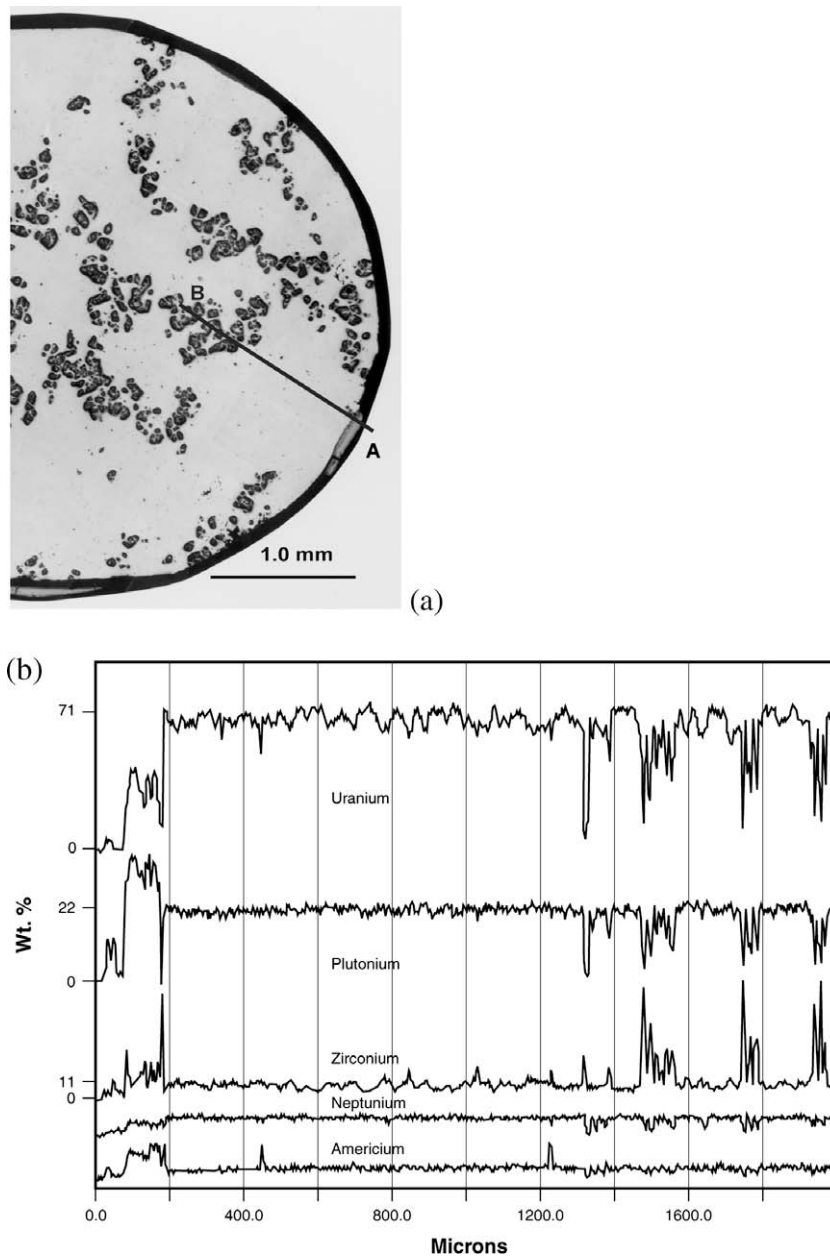 B
A
1.0 mm
(a)
(b)
71
Uranium
0
22
Plutonium
0
Zirconium
11
0
Neptunium
Americium
Wt. %
0.0 400.0 800.0 1200.0 1600.0
Microns